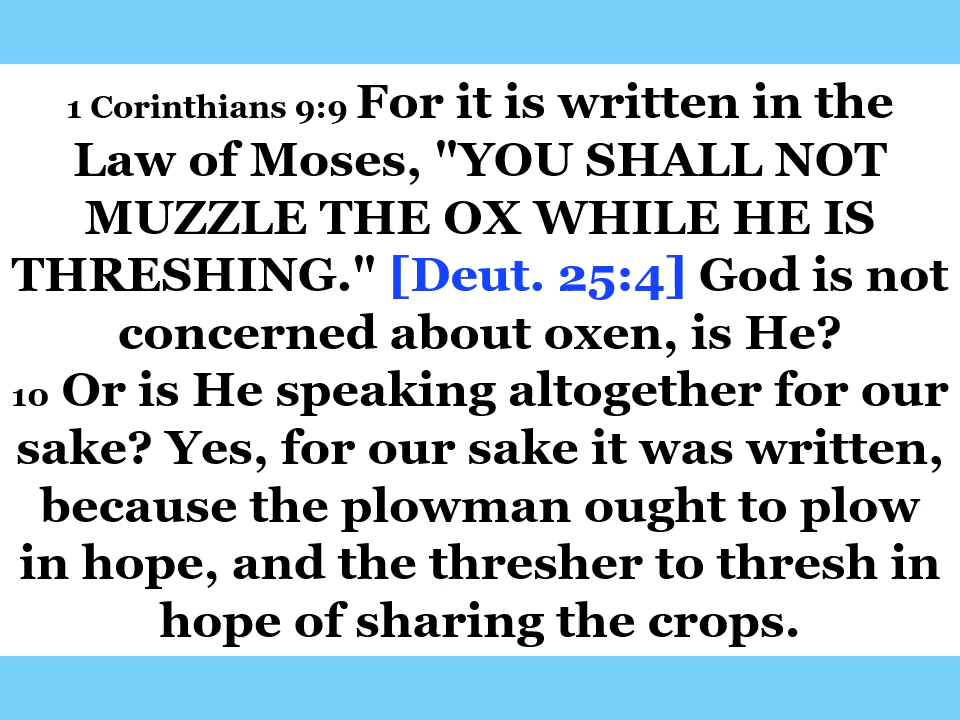 1 Corinthians 9:9 For it is written in the
Law of Moses, "YOU SHALL NOT
MUZZLE THE OX WHILE HE IS
THRESHING." [Deut. 25:4] God is not
concerned about oxen, is He?
10 Or is He speaking altogether for our
sake? Yes, for our sake it was written,
because the plowman ought to plow
in hope, and the thresher to thresh in
hope of sharing the crops.